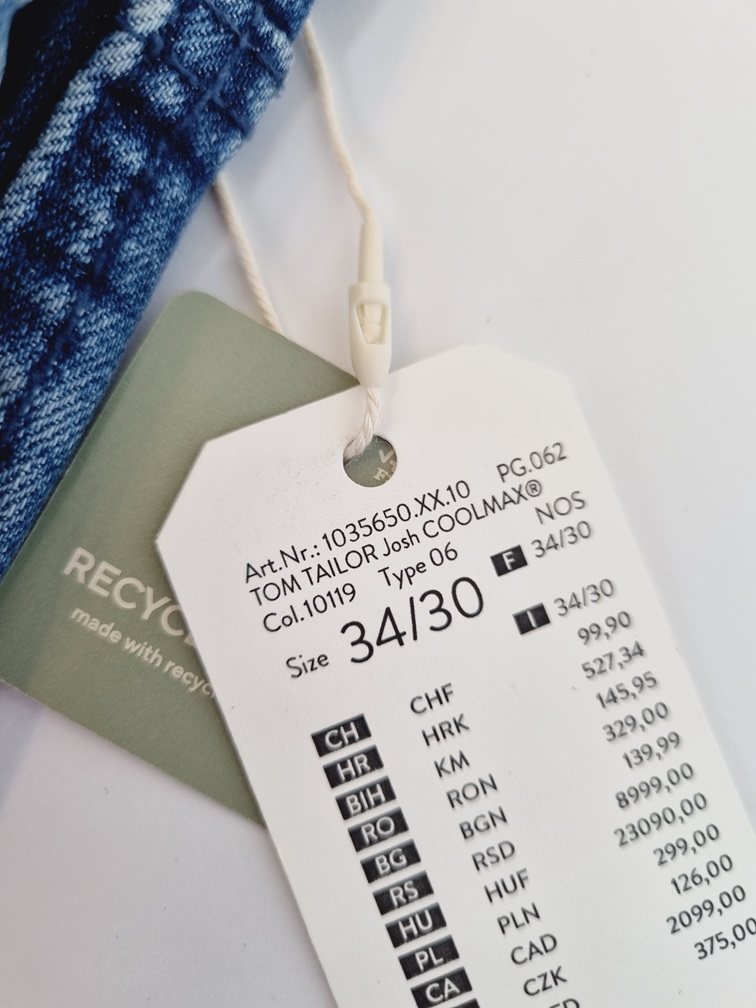 Art.Nr.: 1035650.XX.10 PG.062
TOM TAILOR Josh COOLMAX®
Col.10119 Type 06 NOS
F 34/30
Size 34/30
I 34/30
CH CHF 99,90
HR HRK 527,34
BIH KM 145,95
RO RON 329,00
BG BGN 139,99
RS RSD 8999,00
HU HUF 23090,00
PL PLN 299,00
CA CAD 126,00
CZK 2099,00
375,00
RECYC
made with recyc